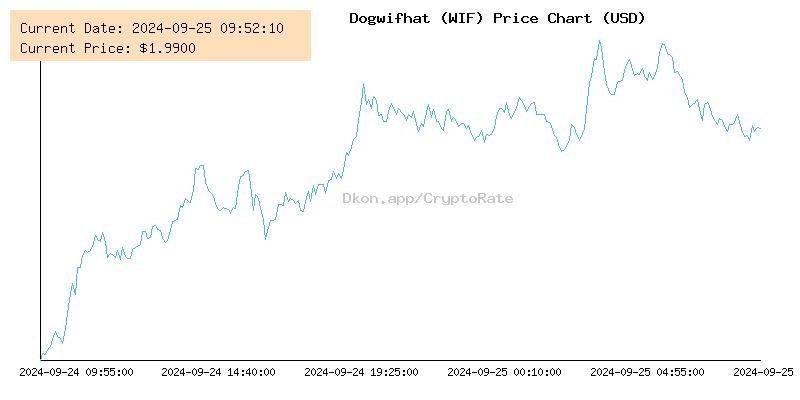 Dogwifhat (WIF) Price Chart (USD)
Current Date: 2024-09-25 09:52:10
Current Price: $1.9900
Dkon.app/CryptoRate
2024-09-24 09:55:00
2024-09-24 14:40:00
2024-09-24 19:25:00
2024-09-25 00:10:00
2024-09-25 04:55:00
2024-09-25